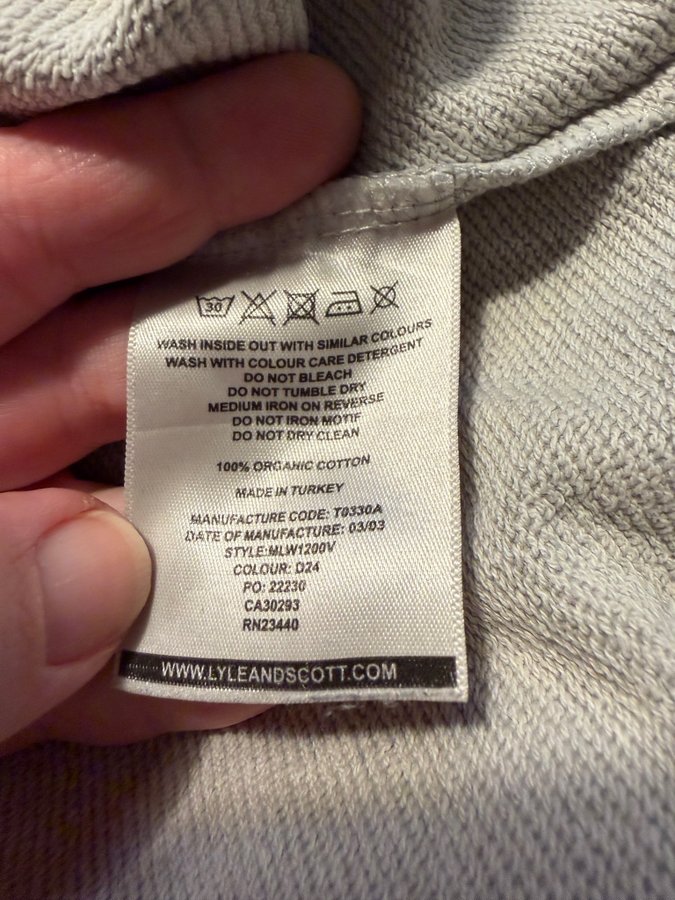 30
WASH INSIDE OUT WITH SIMILAR COLOURS
WASH WITH COLOUR CARE DETERGENT
DO NOT BLEACH
DO NOT TUMBLE DRY
MEDIUM IRON ON REVERSE
DO NOT IRON MOTIF
DO NOT DRY CLEAN
100% ORGANIC COTTON
MADE IN TURKEY
MANUFACTURE CODE: T0330A
DATE OF MANUFACTURE: 03/03
STYLE:MLW1200V
COLOUR: D24
PO: 22230
CA30293
RN23440
WWW.LYLEANDSCOTT.COM